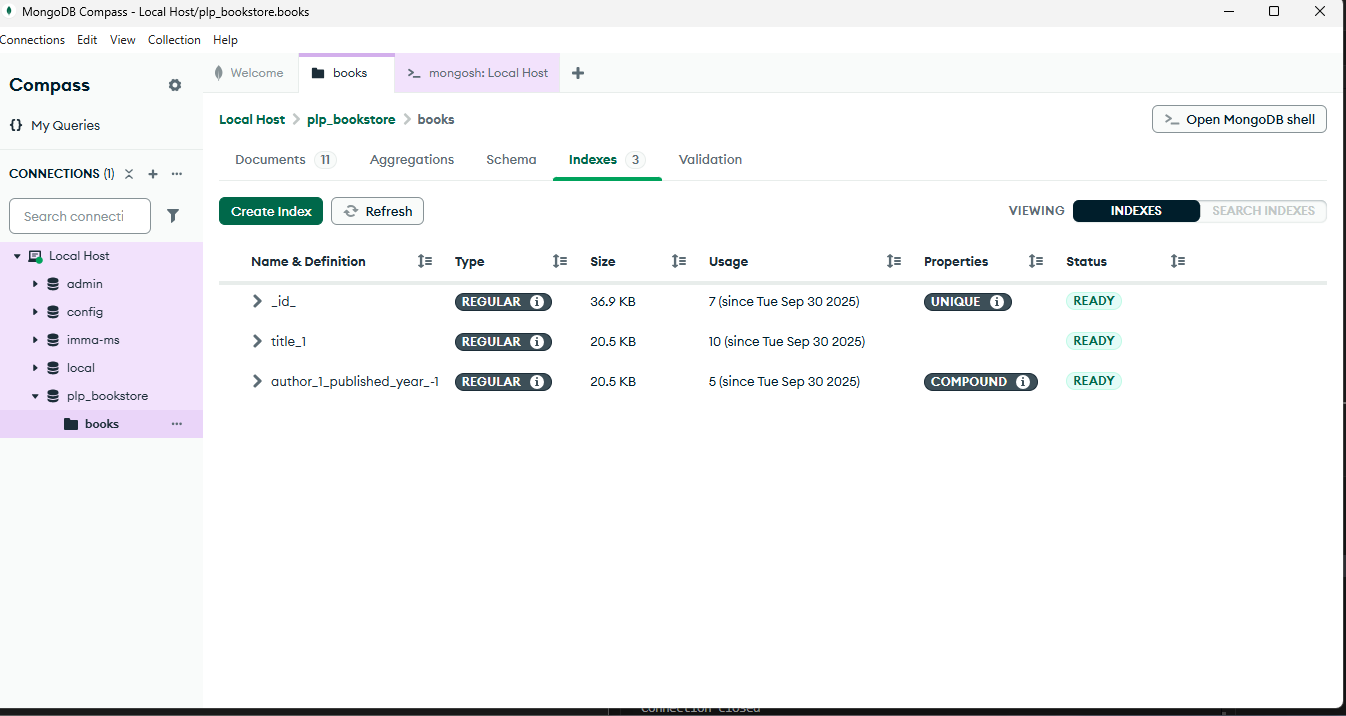 MongoDB Compass - Local Host/plp_bookstore.books
Connections Edit View Collection Help
Compass
My Queries
CONNECTIONS (1)
Search connecti
Local Host
admin
config
imma-ms
local
plp_bookstore
books
Welcome
books
mongosh: Local Host
Local Host > plp_bookstore > books
Open MongoDB shell
Documents 11 Aggregations Schema Indexes 3 Validation
Create Index Refresh VIEWING INDEXES SEARCH INDEXES
Name & Definition Type Size Usage Properties Status
_id_ REGULAR 36.9 KB 7 (since Tue Sep 30 2025) UNIQUE READY
title_1 REGULAR 20.5 KB 10 (since Tue Sep 30 2025) READY
author_1_published_year_-1 REGULAR 20.5 KB 5 (since Tue Sep 30 2025) COMPOUND READY
Connection closed